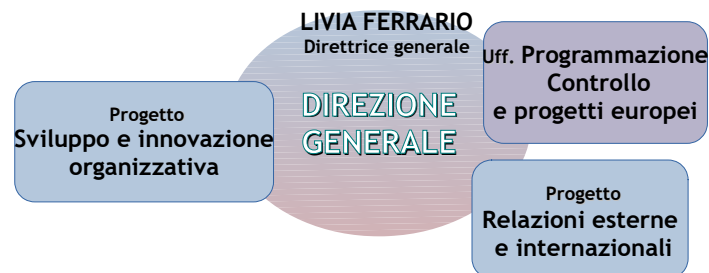 LIVIA FERRARIO
Direttrice generale
Uff. Programmazione
Controllo
e progetti europei
DIREZIONE
GENERALE
Progetto
Sviluppo e innovazione
organizzativa
Progetto
Relazioni esterne
e internazionali